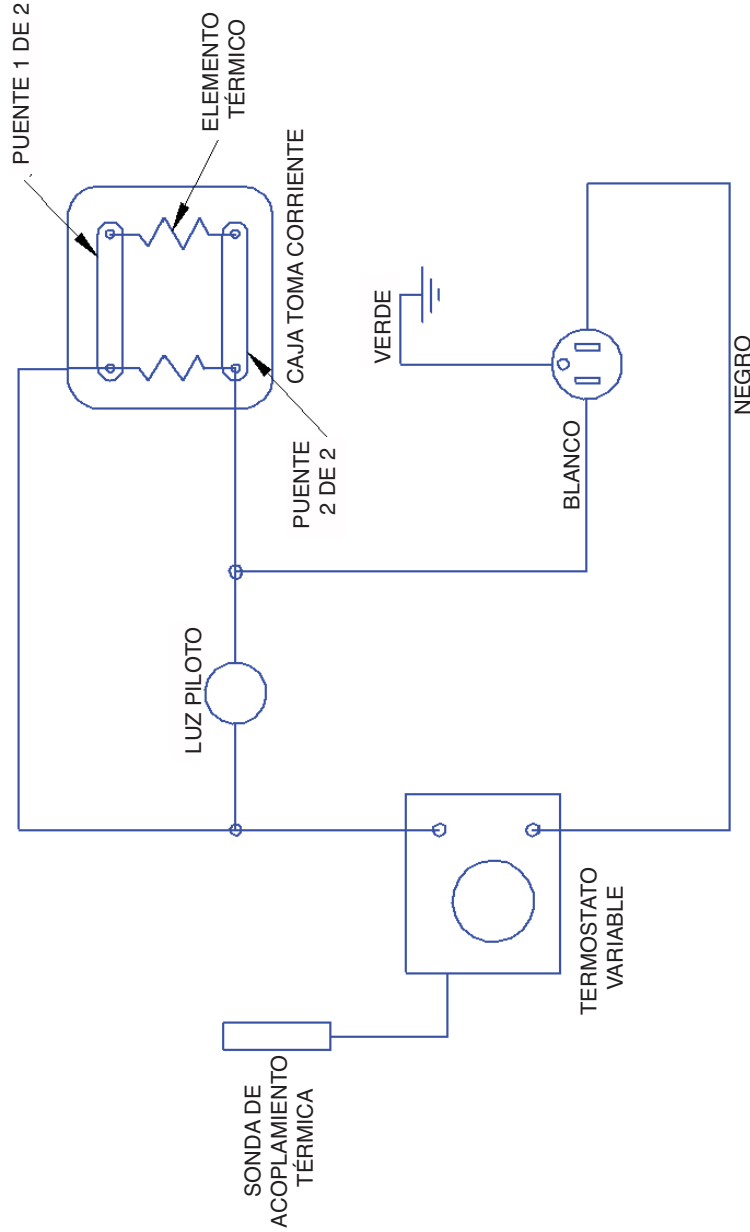 PUENTE 1 DE 2
ELEMENTO
TÉRMICO
CAJA TOMA CORRIENTE
PUENTE
2 DE 2
VERDE
LUZ PILOTO
BLANCO
NEGRO
SONDA DE
ACOPLAMIENTO
TÉRMICA
TERMOSTATO
VARIABLE